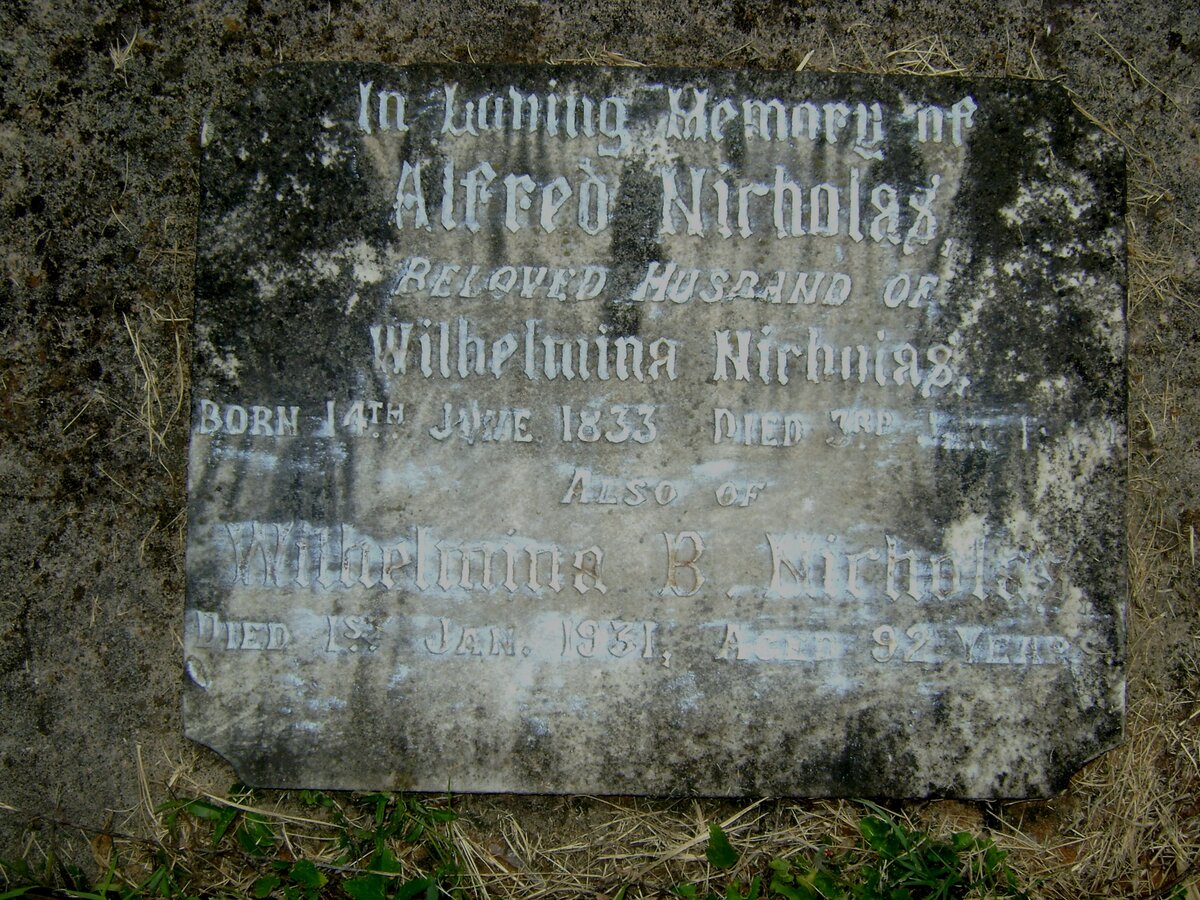 In Loving Memory of
Alfred Nicholas,
BELOVED HUSBAND OF
Wilhelmina Nicholas,
BORN 14TH JUNE 1833 DIED 3RD
ALSO OF
Wilhelmina B. Nicholas
DIED 1ST JAN. 1931, AGED 92 YEARS